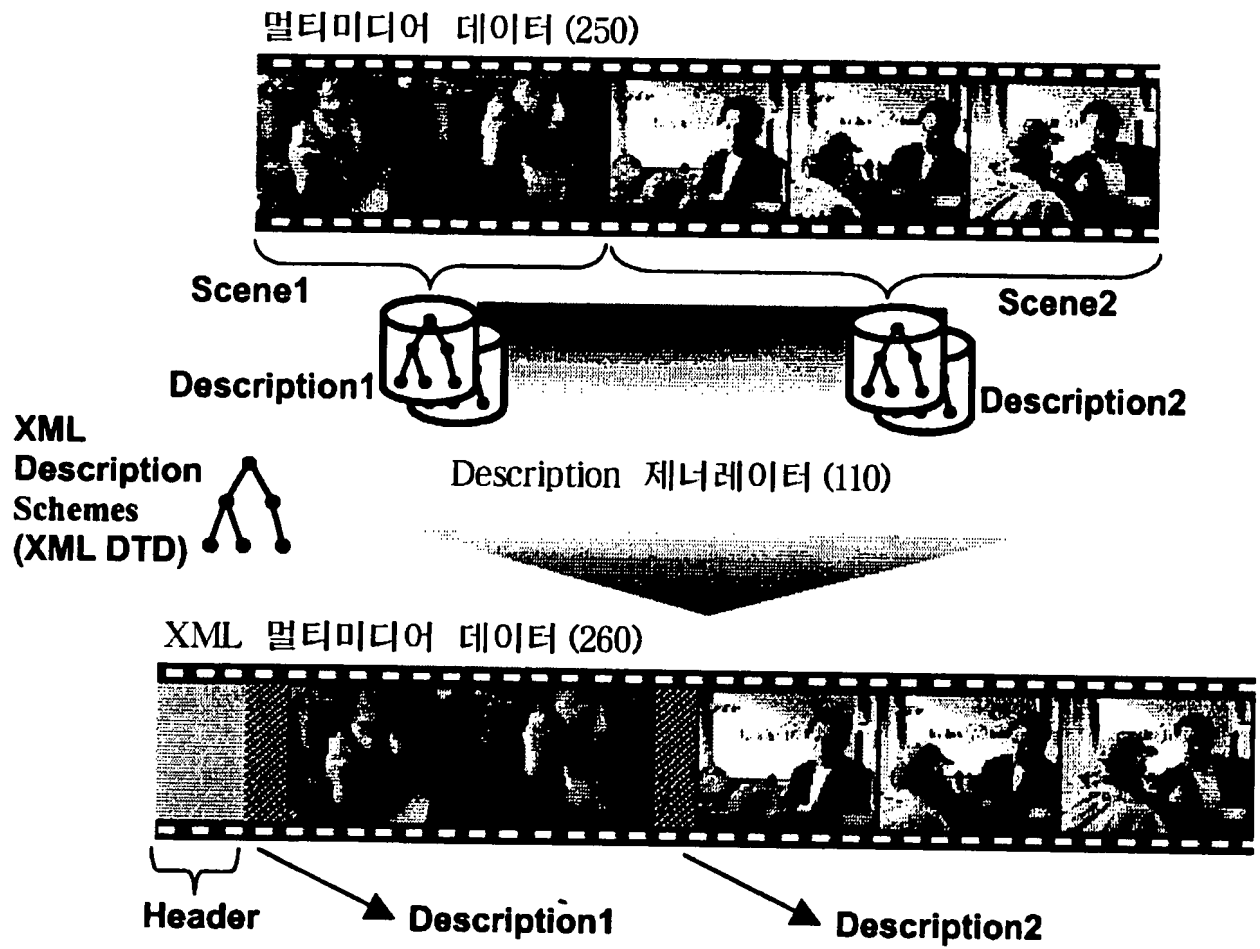 멀티미디어 데이터 (250)
Scene1
Scene2
Description1
Description2
XML
Description
Schemes
(XML DTD)
Description 제너레이터 (110)
XML 멀티미디어 데이터 (260)
Header
Description1
Description2